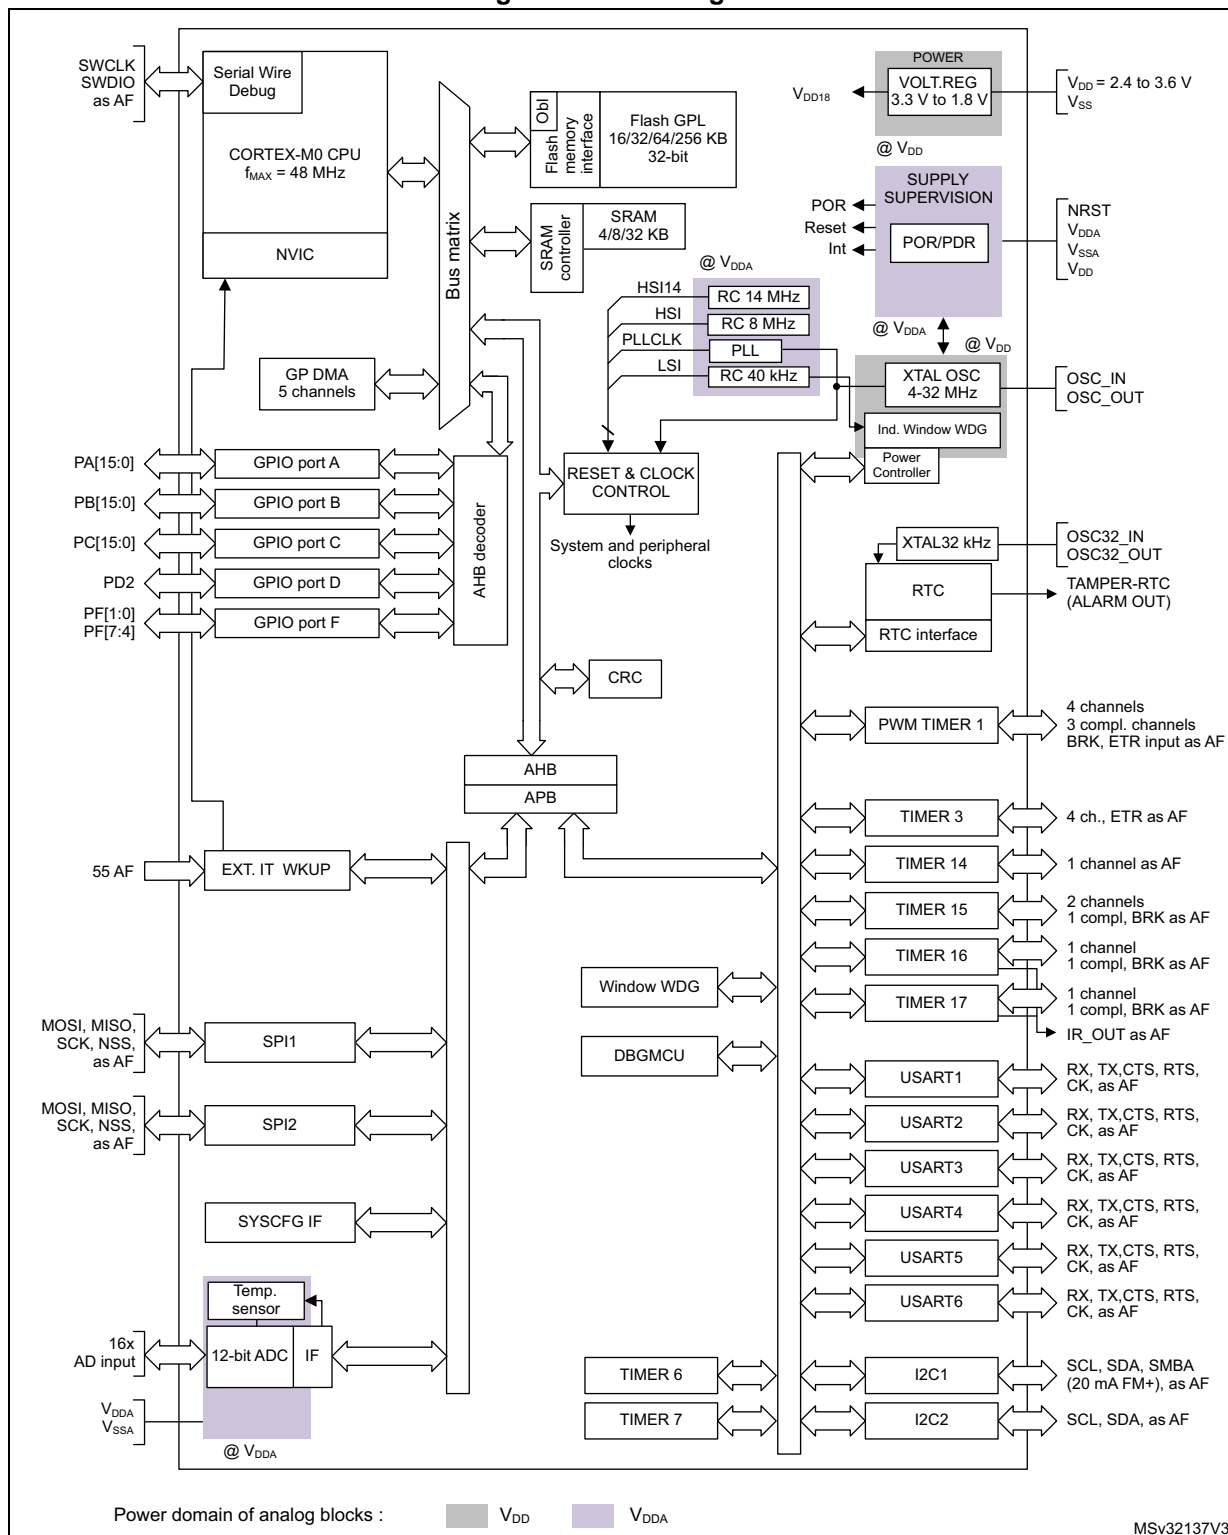 SWCLK
SWDIO
as AF
Serial Wire
Debug
CORTEX-M0 CPU
fMAX = 48 MHz
NVIC
Bus matrix
Obl
Flash
memory
interface
Flash GPL
16/32/64/256 KB
32-bit
SRAM
controller
SRAM
4/8/32 KB
POWER
VOLT.REG
3.3 V to 1.8 V
VDD18
VDD = 2.4 to 3.6 V
VSS
@ VDD
SUPPLY
SUPERVISION
POR
Reset
Int
POR/PDR
NRST
VDDA
VSSA
VDD
@ VDDA
HSI14
RC 14 MHz
HSI
RC 8 MHz
PLLCLK
PLL
LSI
RC 40 kHz
@ VDDA
@ VDD
XTAL OSC
4-32 MHz
OSC_IN
OSC_OUT
Ind. Window WDG
Power
Controller
GP DMA
5 channels
PA[15:0]
GPIO port A
PB[15:0]
GPIO port B
PC[15:0]
GPIO port C
PD2
GPIO port D
PF[1:0]
PF[7:4]
GPIO port F
AHB decoder
RESET & CLOCK
CONTROL
System and peripheral
clocks
XTAL32 kHz
OSC32_IN
OSC32_OUT
RTC
TAMPER-RTC
(ALARM OUT)
RTC interface
CRC
AHB
APB
PWM TIMER 1
4 channels
3 compl. channels
BRK, ETR input as AF
TIMER 3
4 ch., ETR as AF
55 AF
EXT. IT WKUP
TIMER 14
1 channel as AF
TIMER 15
2 channels
1 compl, BRK as AF
TIMER 16
1 channel
1 compl, BRK as AF
Window WDG
TIMER 17
1 channel
1 compl, BRK as AF
IR_OUT as AF
MOSI, MISO,
SCK, NSS,
as AF
SPI1
DBGMCU
USART1
RX, TX,CTS, RTS,
CK, as AF
MOSI, MISO,
SCK, NSS,
as AF
SPI2
USART2
RX, TX,CTS, RTS,
CK, as AF
USART3
RX, TX,CTS, RTS,
CK, as AF
SYSCFG IF
USART4
RX, TX,CTS, RTS,
CK, as AF
USART5
RX, TX,CTS, RTS,
CK, as AF
USART6
RX, TX,CTS, RTS,
CK, as AF
Temp.
sensor
16x
AD input
12-bit ADC
IF
VDDA
VSSA
@ VDDA
TIMER 6
I2C1
SCL, SDA, SMBA
(20 mA FM+), as AF
TIMER 7
I2C2
SCL, SDA, as AF
Power domain of analog blocks :
VDD
VDDA
MSv32137V3